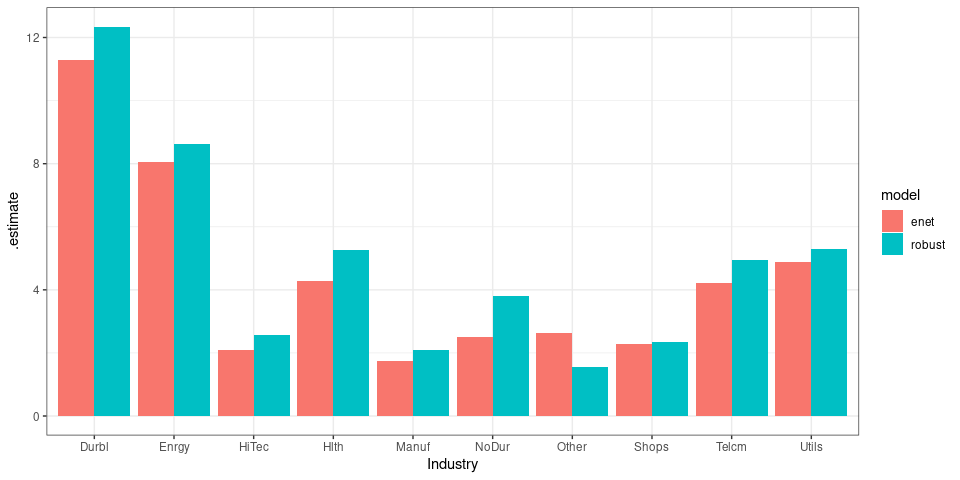 12
8
4
0
.estimate
Durbl Enrgy HiTec Hlth Manuf NoDur Other Shops Telcm Utils
Industry
model
enet
robust